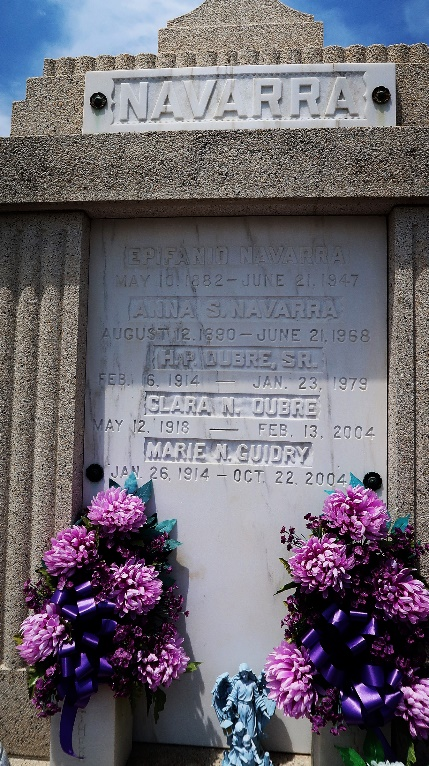 NAVARRA
EPIFANIO NAVARRA
MAY 10, 1882 — JUNE 21, 1947
ANNA S. NAVARRA
AUGUST 12, 1890 — JUNE 21, 1968
H. P. DUBRE, SR.
FEB. 6, 1914 — JAN. 23, 1979
CLARA N. DUBRE
MAY 12, 1918 — FEB. 13, 2004
MARIE N. GUIDRY
JAN. 26, 1914 — OCT. 22, 2004